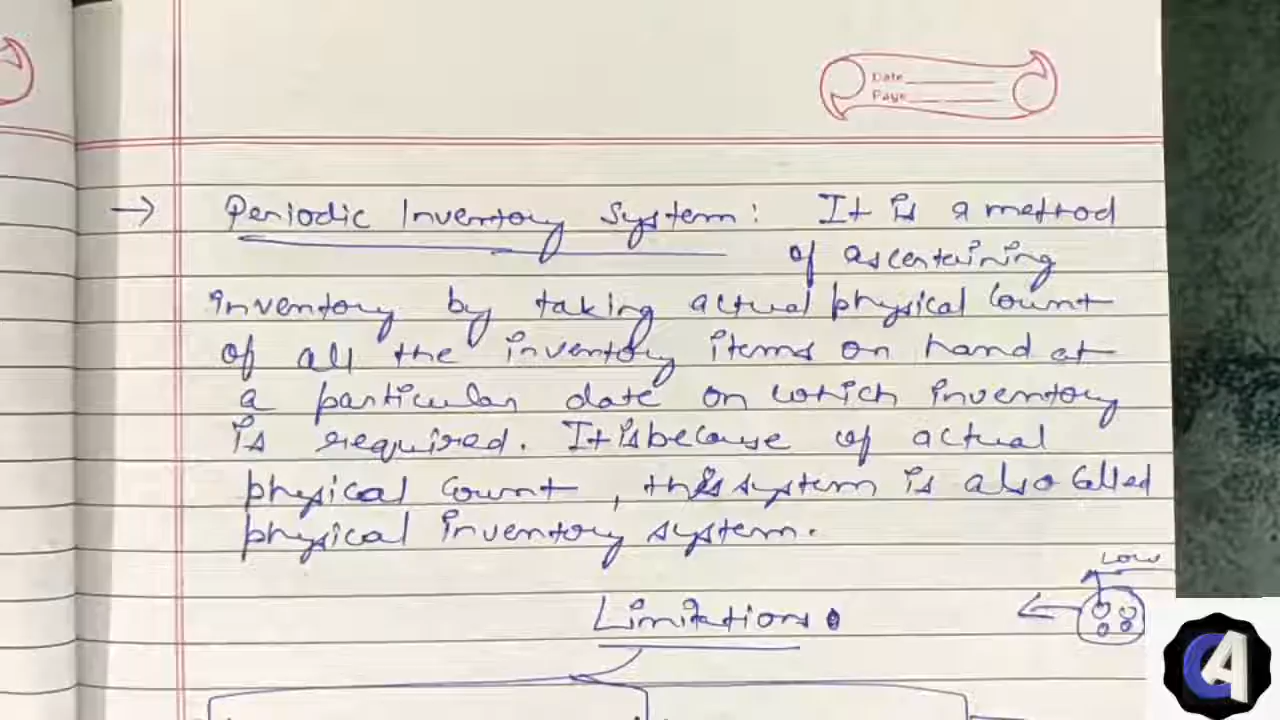 Date
Page
→ Periodic Inventory System: It is a method
of ascertaining
inventory by taking actual physical count
of all the inventory items on hand at
a particular date on which inventory
is required. It is because of actual
physical count, this system is also called
physical inventory system.
Low
Limitations
CA